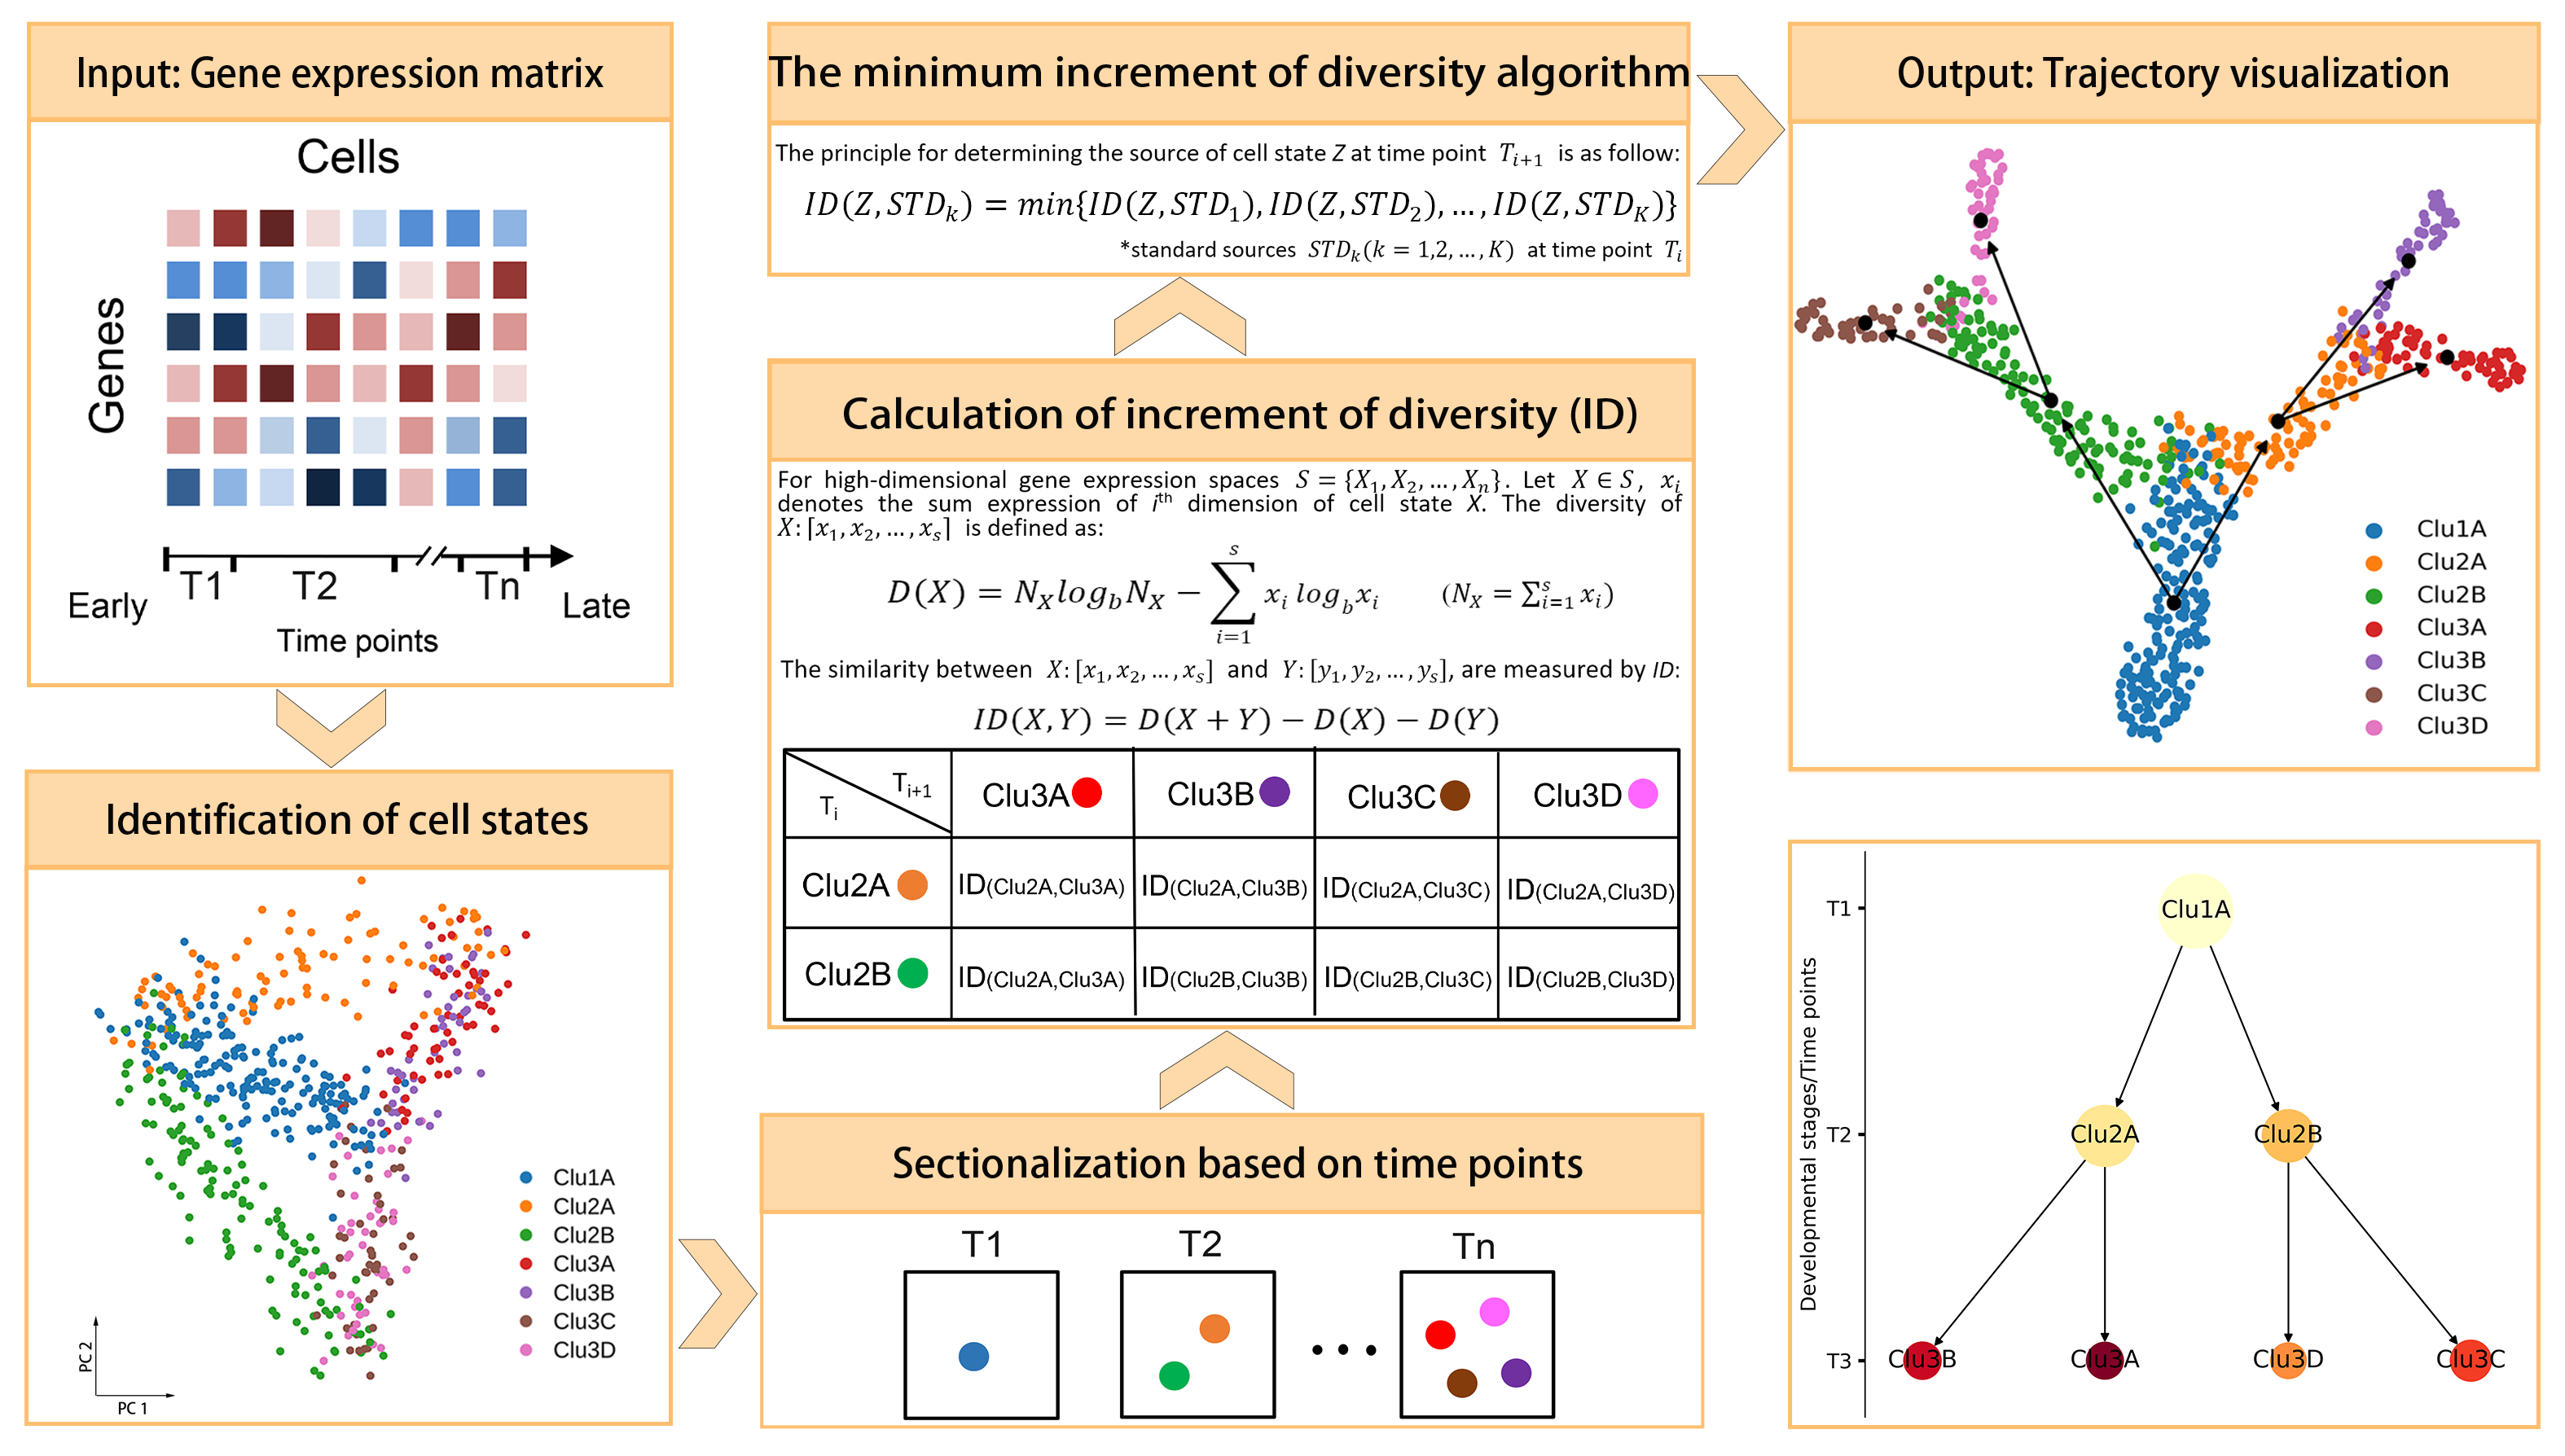 Input: Gene expression matrix
Cells
Genes
T1 T2 Tn
Early Late
Time points
Identification of cell states
Clu1A
Clu2A
Clu2B
Clu3A
Clu3B
Clu3C
Clu3D
PC 2
PC 1
The minimum increment of diversity algorithm
The principle for determining the source of cell state Z at time point T_{i+1} is as follow:
ID(Z,STD_k) = min{ID(Z,STD_1),ID(Z,STD_2),…,ID(Z,STD_K)}
*standard sources STD_k(k = 1,2,…,K) at time point T_i
Calculation of increment of diversity (ID)
For high-dimensional gene expression spaces S = {X_1,X_2,…,X_n}. Let X ∈ S, x_i
denotes the sum expression of i^th dimension of cell state X. The diversity of
X:[x_1,x_2,…,x_s] is defined as:
D(X) = N_X log_b N_X − ∑_{i=1}^{s} x_i log_b x_i (N_X = ∑_{i=1}^{s} x_i)
The similarity between X:[x_1,x_2,…,x_s] and Y:[y_1,y_2,…,y_s], are measured by ID:
ID(X,Y) = D(X + Y) − D(X) − D(Y)
T_i T_{i+1} Clu3A Clu3B Clu3C Clu3D
Clu2A ID(Clu2A,Clu3A) ID(Clu2A,Clu3B) ID(Clu2A,Clu3C) ID(Clu2A,Clu3D)
Clu2B ID(Clu2A,Clu3A) ID(Clu2B,Clu3B) ID(Clu2B,Clu3C) ID(Clu2B,Clu3D)
Sectionalization based on time points
T1 T2 Tn
Output: Trajectory visualization
Clu1A
Clu2A
Clu2B
Clu3A
Clu3B
Clu3C
Clu3D
Developmental stages/Time points
T1 Clu1A
T2 Clu2A Clu2B
T3 Clu3B Clu3A Clu3D Clu3C